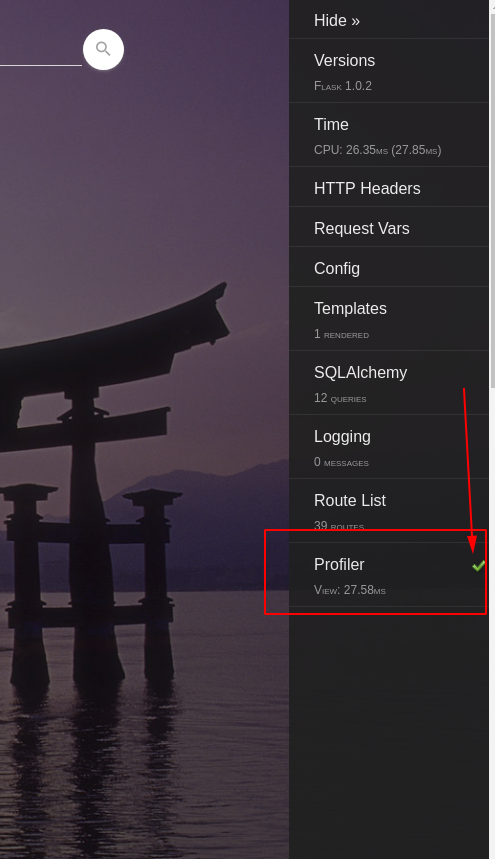 Hide »
Versions
Flask 1.0.2
Time
CPU: 26.35ms (27.85ms)
HTTP Headers
Request Vars
Config
Templates
1 rendered
SQLAlchemy
12 queries
Logging
0 messages
Route List
39 routes
Profiler
View: 27.58ms